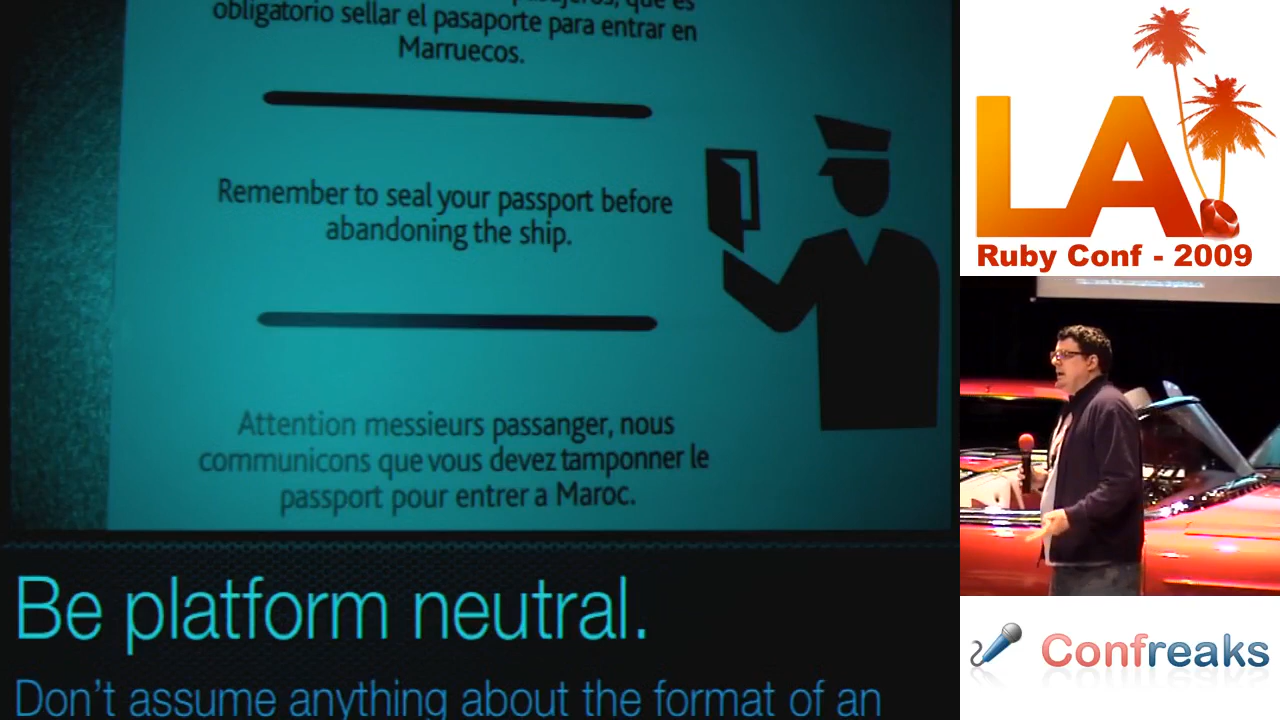 obligatorio sellar el pasaporte para entrar en
Marruecos.
Remember to seal your passport before
abandoning the ship.
Attention messieurs passanger, nous
communicons que vous devez tamponner le
passport pour entrer a Maroc.
Be platform neutral.
Don't assume anything about the format of an
LA
Ruby Conf - 2009
Confreaks